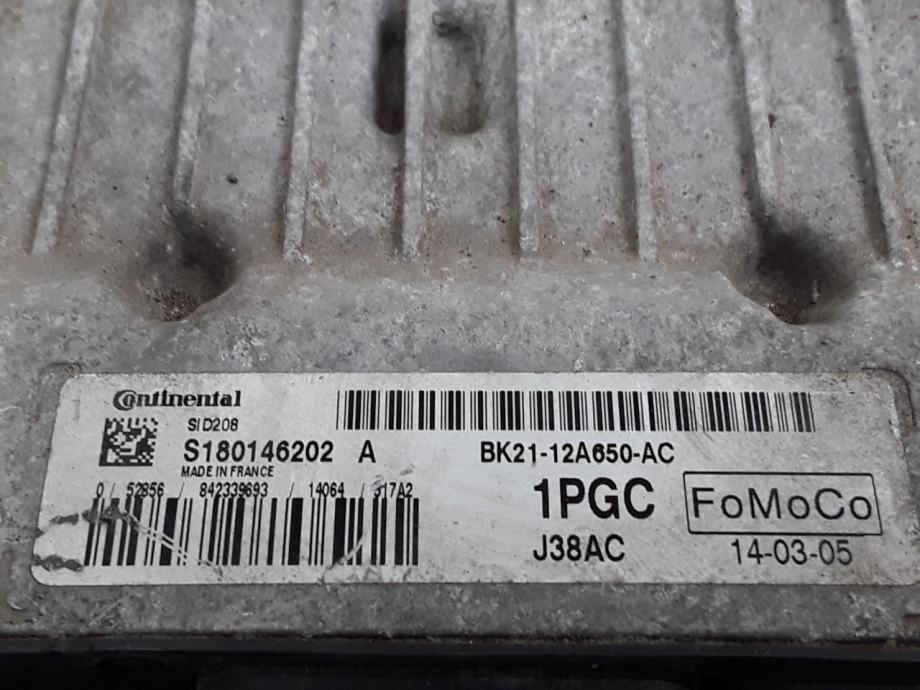 Continental
SID208
S180146202 A
BK21-12A650-AC
MADE IN FRANCE
0 / 52856 / 842339693 / 14064 / 317A2
1PGC
FoMoCo
J38AC
14-03-05